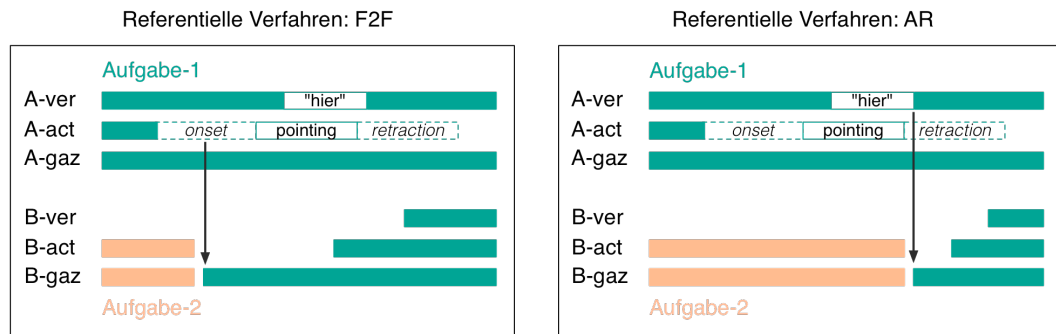 Referentielle Verfahren: F2F
Aufgabe-1
A-ver "hier"
A-act onset pointing retraction
A-gaz
B-ver
B-act
B-gaz
Aufgabe-2
Referentielle Verfahren: AR
Aufgabe-1
A-ver "hier"
A-act onset pointing retraction
A-gaz
B-ver
B-act
B-gaz
Aufgabe-2